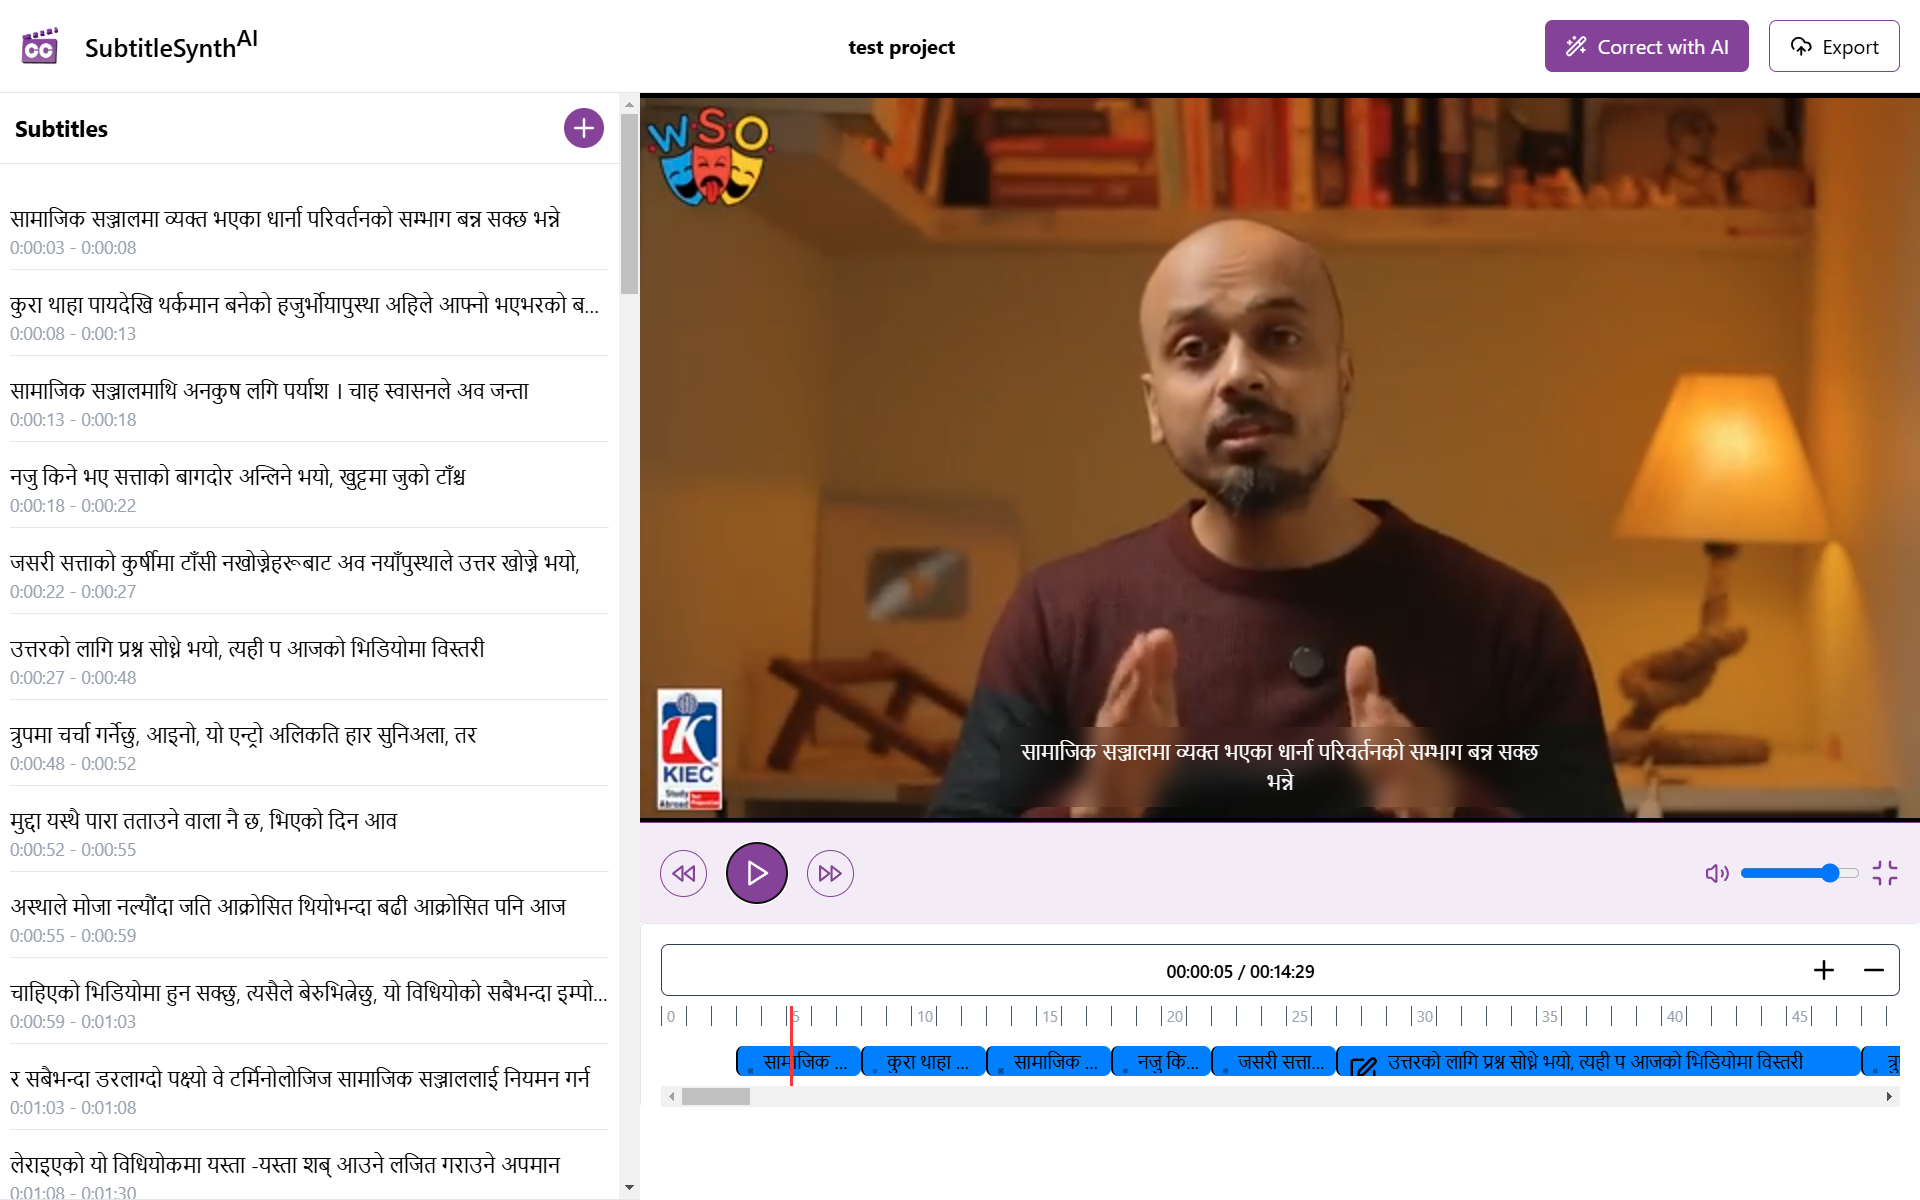 SubtitleSynthAI
test project
Correct with AI
Export
Subtitles
सामाजिक सञ्जालमा व्यक्त भएका धार्ना परिवर्तनको सम्भाग बन्न सक्छ भन्ने
0:00:03 - 0:00:08
कुरा थाहा पायदेखि थर्कमान बनेको हजुर्भोयापुस्था अहिले आफ्नो भएभरको ब...
0:00:08 - 0:00:13
सामाजिक सञ्जालमाथि अनकुष लगि पर्याश । चाह स्वासनले अव जन्ता
0:00:13 - 0:00:18
नजु किने भए सत्ताको बागदोर अन्लिने भयो, खुट्टमा जुको टाँश्च
0:00:18 - 0:00:22
जसरी सत्ताको कुर्षीमा टाँसी नखोज्नेहरूबाट अव नयाँपुस्थाले उत्तर खोज्ने भयो,
0:00:22 - 0:00:27
उत्तरको लागि प्रश्न सोध्ने भयो, त्यही प आजको भिडियोमा विस्तरी
0:00:27 - 0:00:48
त्रुपमा चर्चा गर्नेछु, आइनो, यो एन्ट्रो अलिकति हार सुनिअला, तर
0:00:48 - 0:00:52
मुद्दा यस्थै पारा तताउने वाला नै छ, भिएको दिन आव
0:00:52 - 0:00:55
अस्थाले मोजा नल्यौंदा जति आक्रोसित थियोभन्दा बढी आक्रोसित पनि आज
0:00:55 - 0:00:59
चाहिएको भिडियोमा हुन सक्छु, त्यसैले बेरुभित्नेछु, यो विधियोको सबैभन्दा इम्पो...
0:00:59 - 0:01:03
र सबैभन्दा डरलाग्दो पक्ष्यो वे टर्मिनोलोजिज सामाजिक सञ्जाललाई नियमन गर्न
0:01:03 - 0:01:08
लेराइएको यो विधियोकमा यस्ता -यस्ता शब् आउने लजित गराउने अपमान
0:01:08 - 0:01:30
W.S.O
KIEC
Study
Abroad
सामाजिक सञ्जालमा व्यक्त भएका धार्ना परिवर्तनको सम्भाग बन्न सक्छ
भन्ने
00:00:05 / 00:14:29
0 5 10 15 20 25 30 35 40 45
सामाजिक ... कुरा थाहा ... सामाजिक ... नजु कि... जसरी सत्ता... उत्तरको लागि प्रश्न सोध्ने भयो, त्यही प आजको भिडियोमा विस्तरी त्रु